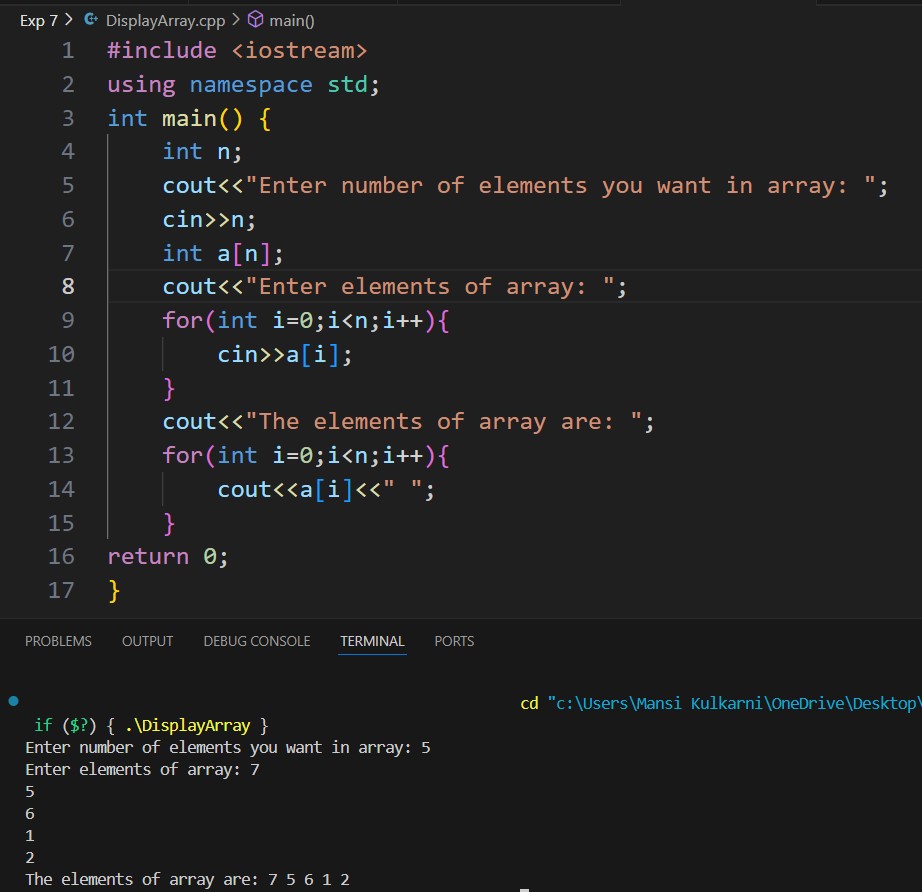 Exp 7 > DisplayArray.cpp > main()
1 #include <iostream>
2 using namespace std;
3 int main() {
4     int n;
5     cout<<"Enter number of elements you want in array: ";
6     cin>>n;
7     int a[n];
8     cout<<"Enter elements of array: ";
9     for(int i=0;i<n;i++){
10         cin>>a[i];
11     }
12     cout<<"The elements of array are: ";
13     for(int i=0;i<n;i++){
14         cout<<a[i]<<" ";
15     }
16 return 0;
17 }
PROBLEMS OUTPUT DEBUG CONSOLE TERMINAL PORTS
cd "c:\Users\Mansi Kulkarni\OneDrive\Desktop\
if ($?) { .\DisplayArray }
Enter number of elements you want in array: 5
Enter elements of array: 7
5
6
1
2
The elements of array are: 7 5 6 1 2